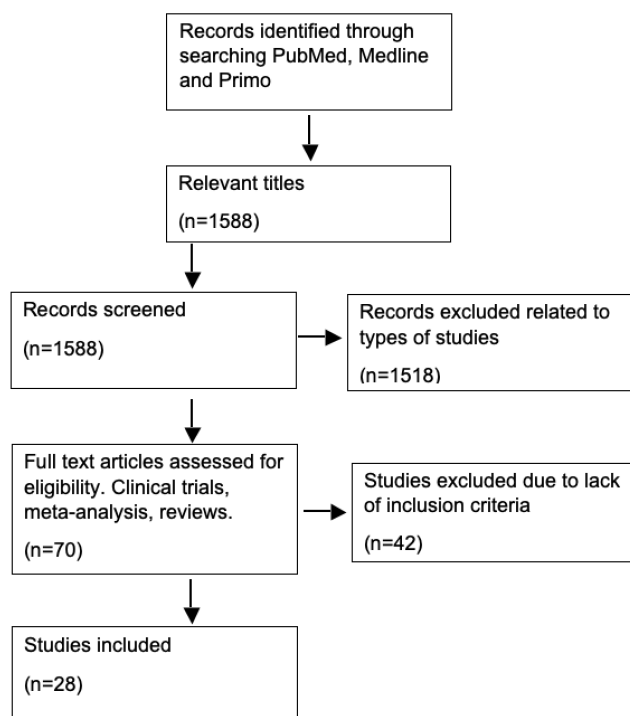 Records identified through
searching PubMed, Medline
and Primo
Relevant titles
(n=1588)
Records screened
(n=1588)
Records excluded related to
types of studies
(n=1518)
Full text articles assessed for
eligibility. Clinical trials,
meta-analysis, reviews.
(n=70)
Studies excluded due to lack
of inclusion criteria
(n=42)
Studies included
(n=28)